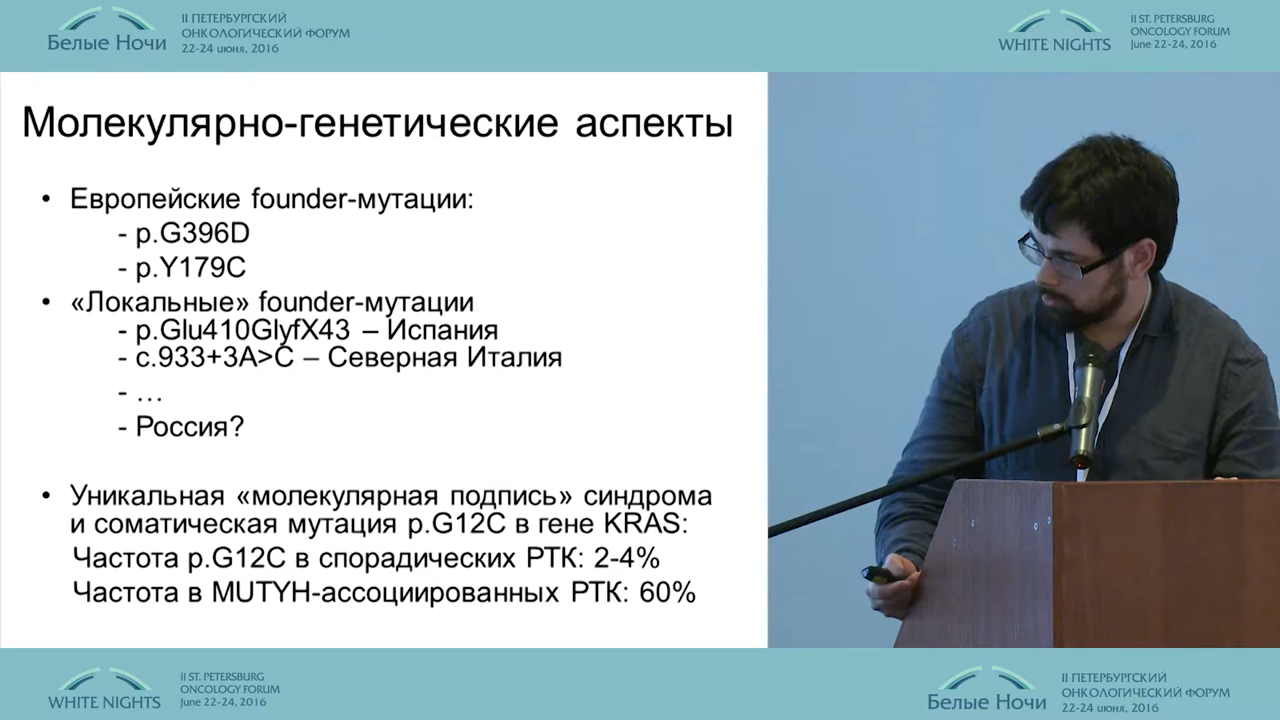 Белые Ночи
II ПЕТЕРБУРГСКИЙ
ОНКОЛОГИЧЕСКИЙ ФОРУМ
22-24 июня, 2016
WHITE NIGHTS
II ST. PETERSBURG
ONCOLOGY FORUM
June 22-24, 2016
Молекулярно-генетические аспекты
• Европейские founder-мутации:
- p.G396D
- p.Y179C
• «Локальные» founder-мутации
- p.Glu410GlyfX43 – Испания
- c.933+3A>C – Северная Италия
- …
- Россия?
• Уникальная «молекулярная подпись» синдрома
и соматическая мутация p.G12C в гене KRAS:
Частота p.G12C в спорадических РТК: 2-4%
Частота в MUTYH-ассоциированных РТК: 60%
WHITE NIGHTS
II ST. PETERSBURG
ONCOLOGY FORUM
June 22-24, 2016
Белые Ночи
II ПЕТЕРБУРГСКИЙ
ОНКОЛОГИЧЕСКИЙ ФОРУМ
22-24 июня, 2016